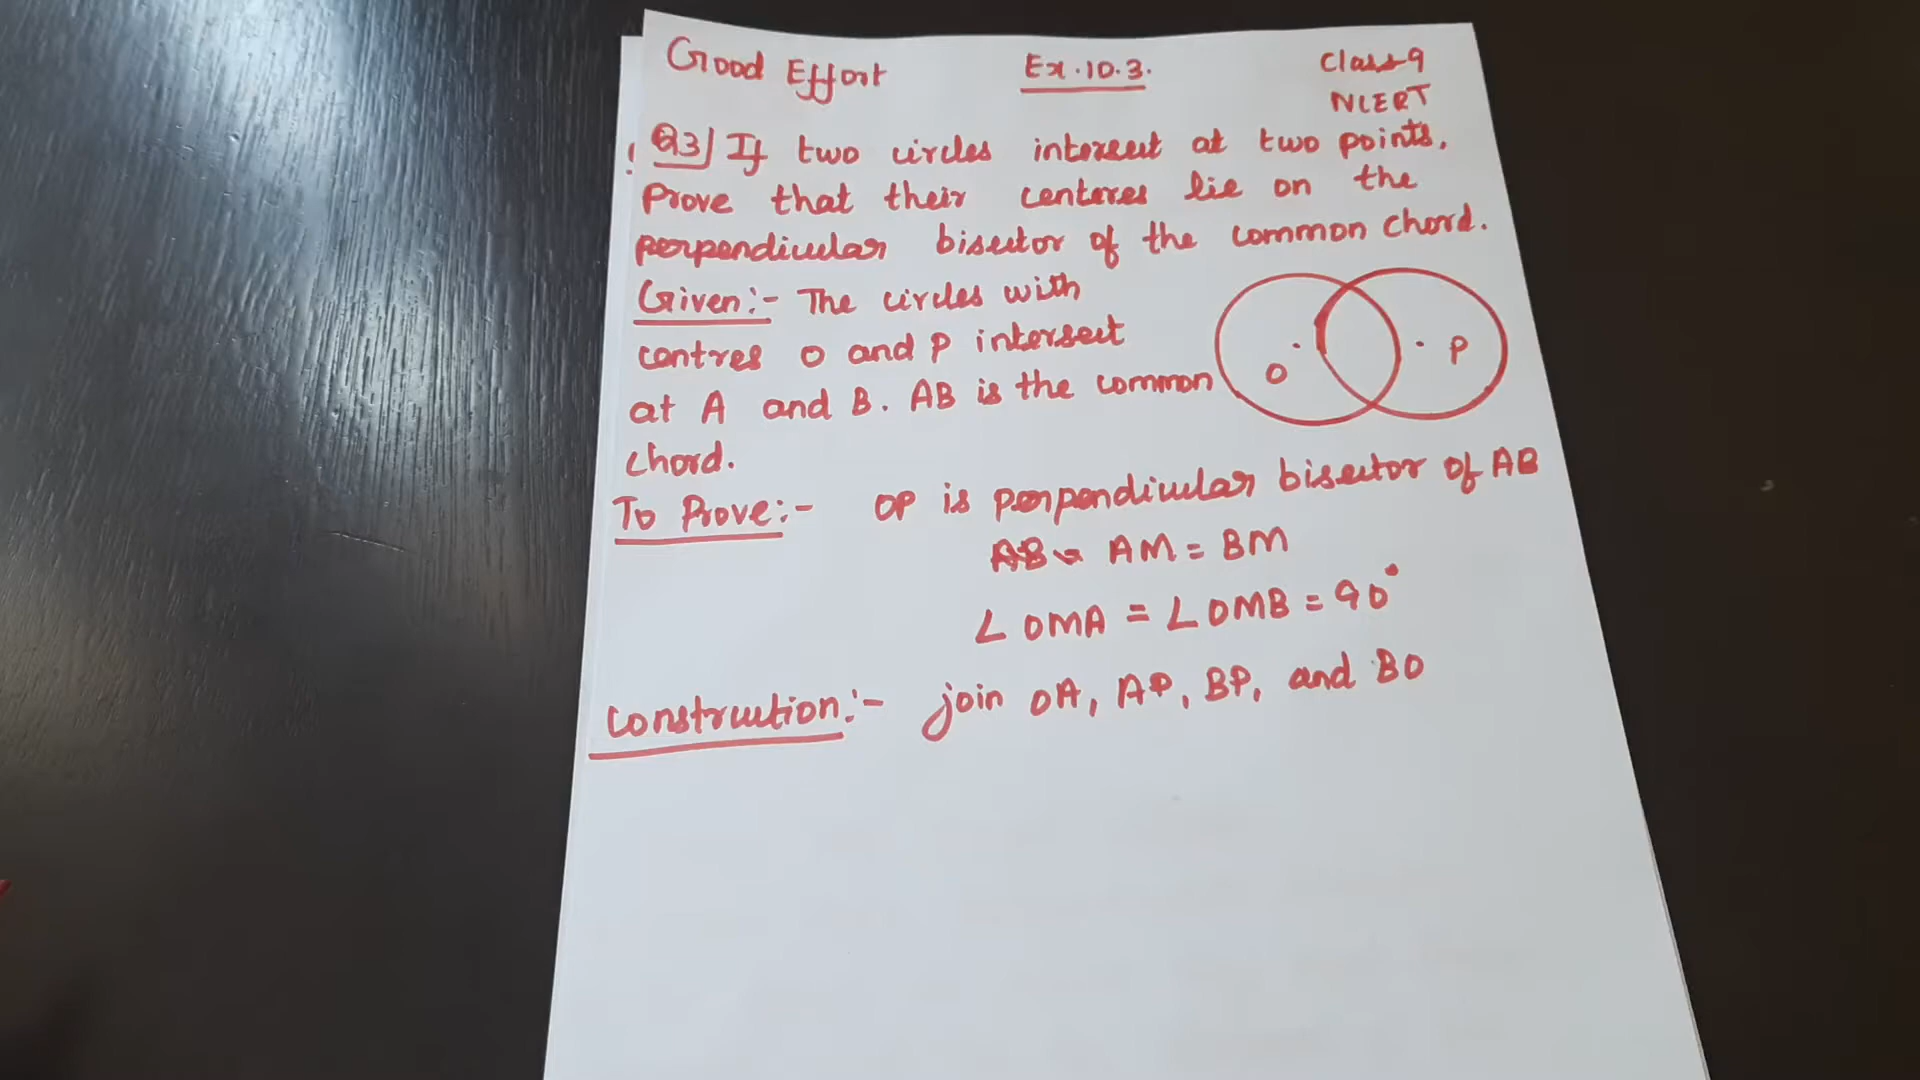 Good Effort Ex.10.3. Class-9
NCERT
Q3) If two circles intersect at two points,
Prove that their centeres lie on the
perpendicular bisector of the common chord.
Given:- The circles with
centres O and P intersect
at A and B. AB is the common
chord.
O P
To Prove:- OP is perpendicular bisector of AB
AM = BM
∠OMA = ∠OMB = 90°
Construction:- join OA, AP, BP, and BO